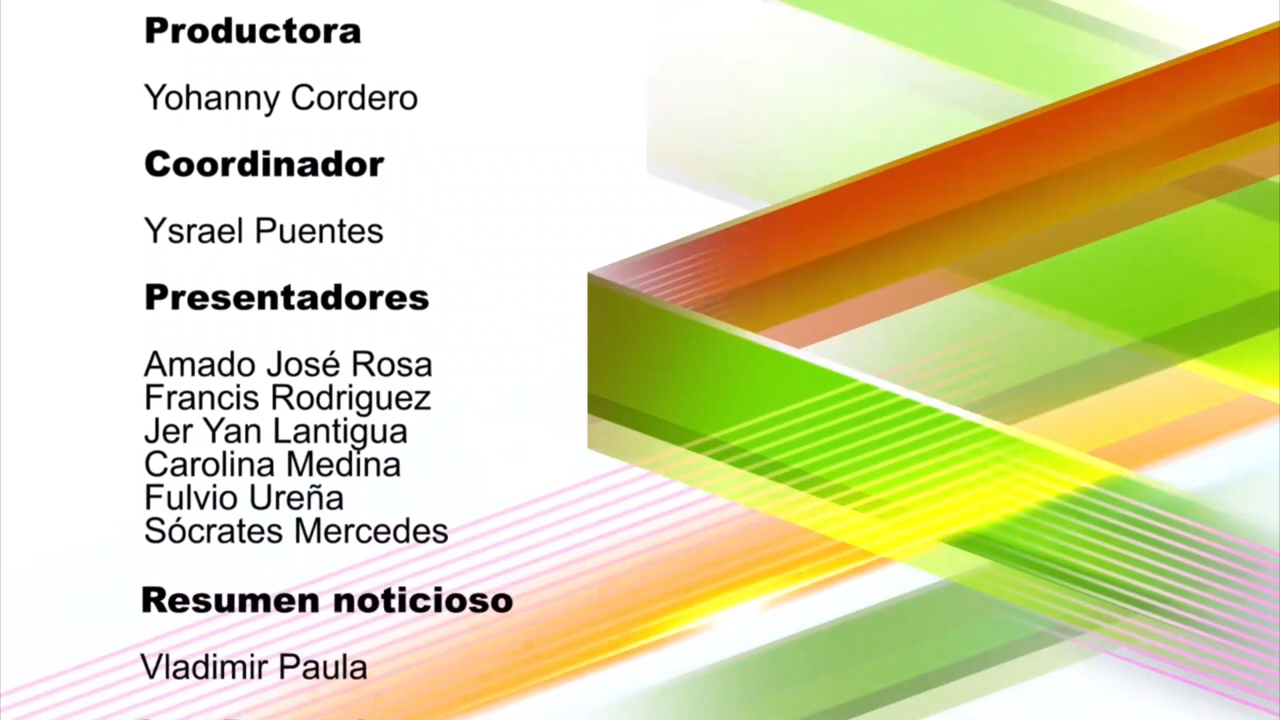 Productora
Yohanny Cordero
Coordinador
Ysrael Puentes
Presentadores
Amado José Rosa
Francis Rodriguez
Jer Yan Lantigua
Carolina Medina
Fulvio Ureña
Sócrates Mercedes
Resumen noticioso
Vladimir Paula